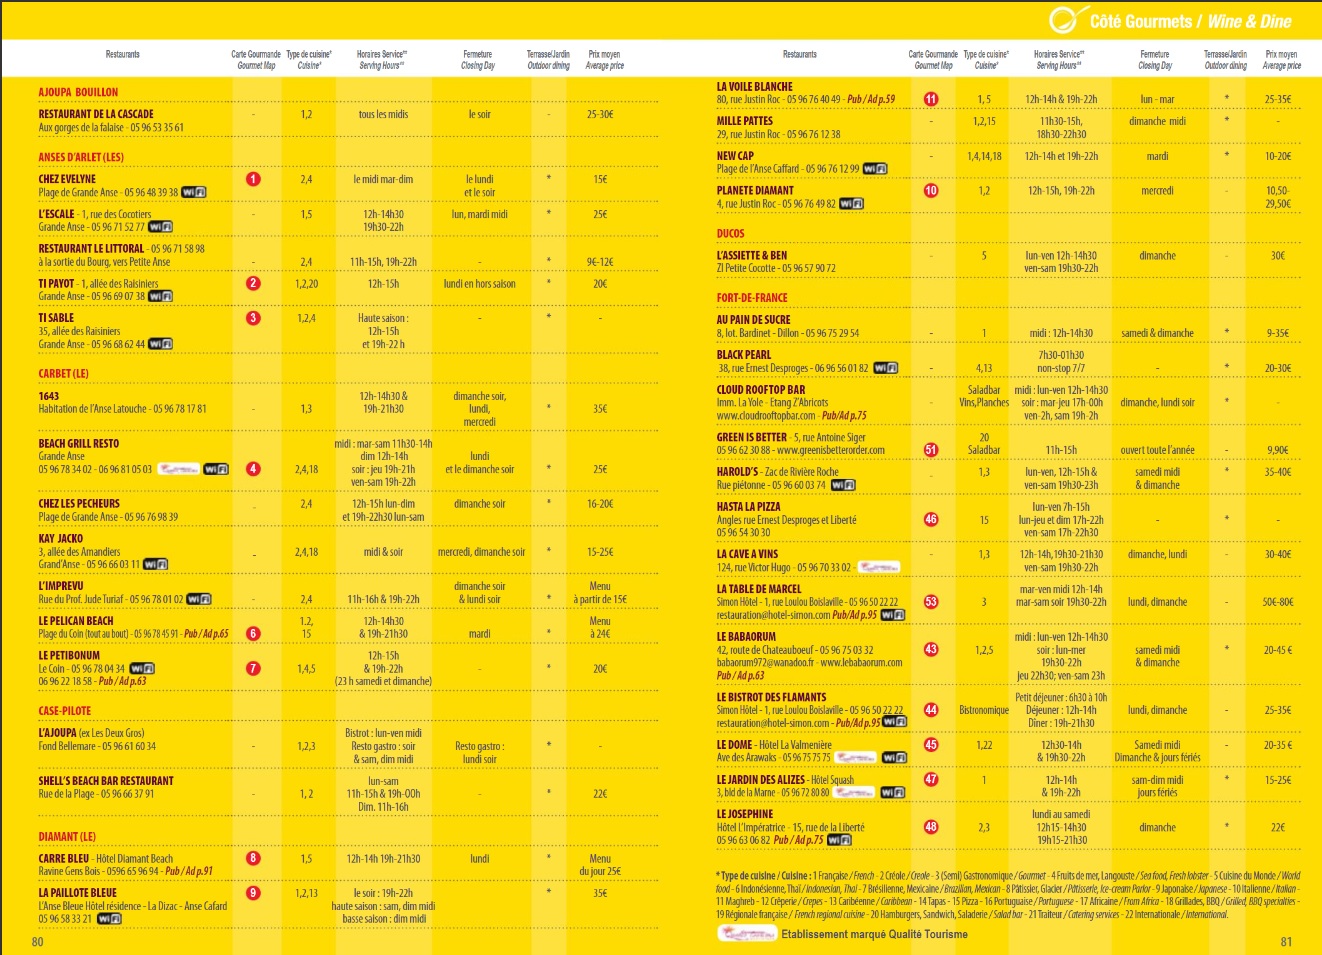 Côté Gourmets / Wine & Dine
Restaurants Carte Gourmande Type de cuisine* Horaires Service** Fermeture Terrasse/Jardin Prix moyen
Gourmet Map Cuisine* Serving Hours** Closing Day Outdoor dining Average price
AJOUPA BOUILLON
RESTAURANT DE LA CASCADE - 1,2 tous les midis le soir - 25-30€
Aux gorges de la falaise - 05 96 53 35 61
ANSES D'ARLET (LES)
CHEZ EVELYNE 1 2,4 le midi mar-dim le lundi * 15€
Plage de Grande Anse - 05 96 48 39 38 WiFi et le soir
L'ESCALE - 1, rue des Cocotiers - 1,5 12h-14h30 lun, mardi midi * 25€
Grande Anse - 05 96 71 52 77 WiFi 19h30-22h
RESTAURANT LE LITTORAL - 05 96 71 58 98
à la sortie du Bourg, vers Petite Anse - 2,4 11h-15h, 19h-22h - * 9€-12€
TI PAYOT - 1, allée des Raisiniers 2 1,2,20 12h-15h lundi en hors saison * 20€
Grande Anse - 05 96 69 07 38 WiFi
TI SABLE 3 1,2,4 Haute saison : - * -
35, allée des Raisiniers 12h-15h
Grande Anse - 05 96 68 62 44 WiFi et 19h-22 h
CARBET (LE)
1643 12h-14h30 & dimanche soir,
Habitation de l'Anse Latouche - 05 96 78 17 81 - 1,3 19h-21h30 lundi, * 35€
mercredi
BEACH GRILL RESTO midi : mar-sam 11h30-14h
Grande Anse dim 12h-14h lundi
05 96 78 34 02 - 06 96 81 05 03 WiFi 4 2,4,18 soir : jeu 19h-21h et le dimanche soir * 25€
ven-sam 19h-22h
CHEZ LES PECHEURS - 2,4 12h-15h lun-dim dimanche soir * 16-20€
Plage de Grande Anse - 05 96 76 98 39 et 19h-22h30 lun-sam
KAY JACKO
3, allée des Amandiers - 2,4,18 midi & soir mercredi, dimanche soir * 15-25€
Grand'Anse - 05 96 66 03 11 WiFi
L'IMPREVU dimanche soir Menu
Rue du Prof. Jude Turiaf - 05 96 78 01 02 WiFi - 2,4 11h-16h & 19h-22h & lundi soir * à partir de 15€
LE PELICAN BEACH 1.2, 12h-14h30 Menu
Plage du Coin (tout au bout) - 05 96 78 45 91 - Pub / Ad p.65 6 15 & 19h-21h30 mardi * à 24€
LE PETIBONUM 12h-15h
Le Coin - 05 96 78 04 34 WiFi 7 1,4,5 & 19h-22h - * 20€
06 96 22 18 58 - Pub / Ad p.63 (23 h samedi et dimanche)
CASE-PILOTE
L'AJOUPA (ex Les Deux Gros) Bistrot : lun-ven midi
Fond Bellemare - 05 96 61 60 34 - 1,2,3 Resto gastro : soir Resto gastro : * -
& sam, dim midi lundi soir
SHELL'S BEACH BAR RESTAURANT lun-sam
Rue de la Plage - 05 96 66 37 91 - 1, 2 11h-15h & 19h-00h - * 22€
Dim. 11h-16h
DIAMANT (LE)
CARRE BLEU - Hôtel Diamant Beach 8 1,5 12h-14h 19h-21h30 lundi * Menu
Ravine Gens Bois - 0596 65 96 94 - Pub / Ad p.91 du jour 25€
LA PAILLOTE BLEUE 9 1,2,13 le soir : 19h-22h * 35€
L'Anse Bleue Hôtel résidence - La Dizac - Anse Cafard haute saison : sam, dim midi
05 96 58 33 21 WiFi basse saison : dim midi
80
Restaurants Carte Gourmande Type de cuisine* Horaires Service** Fermeture Terrasse/Jardin Prix moyen
Gourmet Map Cuisine* Serving Hours** Closing Day Outdoor dining Average price
LA VOILE BLANCHE
80, rue Justin Roc - 05 96 76 40 49 - Pub / Ad p.59 11 1, 5 12h-14h & 19h-22h lun - mar * 25-35€
MILLE PATTES - 1,2,15 11h30-15h, dimanche midi * -
29, rue Justin Roc - 05 96 76 12 38 18h30-22h30
NEW CAP - 1,4,14,18 12h-14h et 19h-22h mardi * 10-20€
Plage de l'Anse Caffard - 05 96 76 12 99 WiFi
PLANETE DIAMANT 10 1,2 12h-15h, 19h-22h mercredi - 10,50-
4, rue Justin Roc - 05 96 76 49 82 WiFi 29,50€
DUCOS
L'ASSIETTE & BEN 5 lun-ven 12h-14h30 dimanche 30€
ZI Petite Cocotte - 05 96 57 90 72 ven-sam 19h30-22h
FORT-DE-FRANCE
AU PAIN DE SUCRE
8, lot. Bardinet - Dillon - 05 96 75 29 54 - 1 midi : 12h-14h30 samedi & dimanche * 9-35€
BLACK PEARL 7h30-01h30
38, rue Ernest Desproges - 06 96 56 01 82 WiFi - 4,13 non-stop 7/7 - * 20-30€
CLOUD ROOFTOP BAR Saladbar midi : lun-ven 12h-14h30
Imm. La Yole - Etang Z'Abricots - Vins,Planches soir : mar-jeu 17h-00h dimanche, lundi soir * -
www.cloudrooftopbar.com - Pub/Ad p.75 ven-2h, sam 19h-2h
GREEN IS BETTER - 5, rue Antoine Siger 20
05 96 62 30 88 - www.greenisbetterorder.com 51 Saladbar 11h-15h ouvert toute l'année - 9,90€
HAROLD'S - Zac de Rivière Roche - 1,3 lun-ven, 12h-15h & samedi midi * 35-40€
Rue piétonne - 05 96 60 03 74 WiFi ven-sam 19h30-23h & dimanche
HASTA LA PIZZA lun-ven 7h-15h
Angles rue Ernest Desproges et Liberté 46 15 lun-jeu et dim 17h-22h - * -
05 96 54 30 30 ven-sam 17h-22h30
LA CAVE A VINS - 1,3 12h-14h,19h30-21h30 dimanche, lundi - 30-40€
124, rue Victor Hugo - 05 96 70 33 02 - ven-sam 19h30-22h
LA TABLE DE MARCEL mar-ven midi 12h-14h
Simon Hôtel - 1, rue Loulou Boislaville - 05 96 50 22 22 53 3 mar-sam soir 19h30-22h lundi, dimanche - 50€-80€
restauration@hotel-simon.com Pub/Ad p.95 WiFi
LE BABAORUM midi : lun-ven 12h-14h30
42, route de Chateauboeuf - 05 96 75 03 32 43 1,2,5 soir : lun-mer samedi midi * 20-45 €
babaorum972@wanadoo.fr - www.lebabaorum.com 19h30-22h & dimanche
Pub / Ad p.63 jeu 22h30; ven-sam 23h
LE BISTROT DES FLAMANTS Petit déjeuner : 6h30 à 10h
Simon Hôtel - 1, rue Loulou Boislaville - 05 96 50 22 22 44 Bistronomique Déjeuner : 12h-14h lundi, dimanche - 25-35€
restauration@hotel-simon.com - Pub/Ad p.95 WiFi Dîner : 19h-21h30
LE DOME - Hôtel La Valmenière 45 1,22 12h30-14h Samedi midi - 20-35 €
Ave des Arawaks - 05 96 75 75 75 WiFi & 19h30-22h Dimanche & jours fériés
LE JARDIN DES ALIZES - Hôtel Squash 47 1 12h-14h sam-dim midi * 15-25€
3, bld de la Marne - 05 96 72 80 80 WiFi & 19h-22h jours fériés
LE JOSEPHINE lundi au samedi
Hôtel L'Impératrice - 15, rue de la Liberté 48 2,3 12h15-14h30 dimanche * 22€
05 96 63 06 82 Pub / Ad p.75 WiFi 19h15-21h30
* Type de cuisine / Cuisine : 1 Française / French - 2 Créole / Creole - 3 (Semi) Gastronomique / Gourmet - 4 Fruits de mer, Langouste / Sea food, Fresh lobster - 5 Cuisine du Monde / World
food - 6 Indonésienne, Thaï / Indonesian, Thai - 7 Brésilienne, Mexicaine / Brazilian, Mexican - 8 Pâtissier, Glacier / Pâtisserie, Ice-cream Parlor - 9 Japonaise / Japanese - 10 Italienne / Italian -
11 Maghreb - 12 Crêperie / Crepes - 13 Caribéenne / Caribbean - 14 Tapas - 15 Pizza - 16 Portuguaise / Portuguese - 17 Africaine / From Africa - 18 Grillades, BBQ / Grilled, BBQ specialties -
19 Régionale française / French regional cuisine - 20 Hamburgers, Sandwich, Saladerie / Salad bar - 21 Traiteur / Catering services - 22 Internationale / International.
Etablissement marqué Qualité Tourisme
81